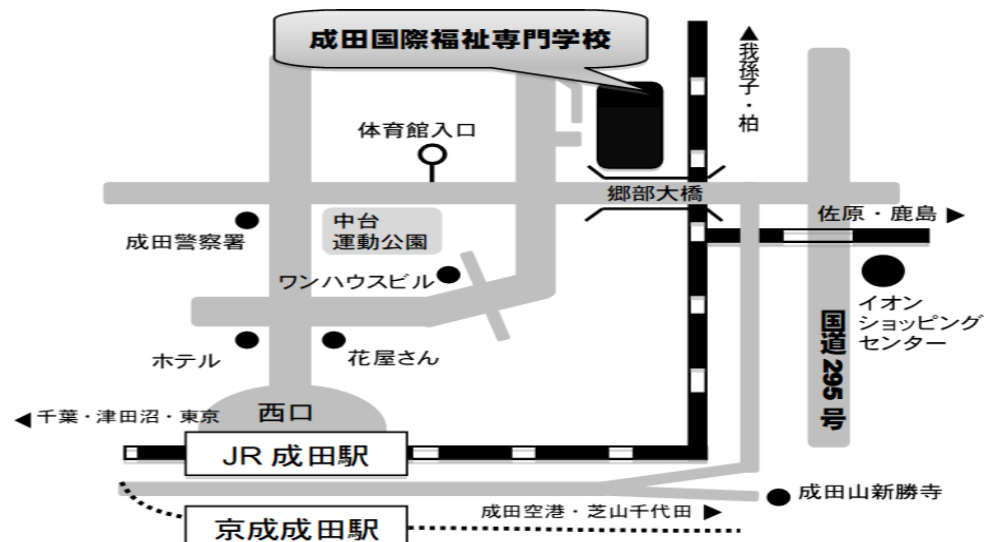 成田国際福祉専門学校
▲我孫子・柏
体育館入口
郷部大橋
佐原・鹿島 ▶
成田警察署
中台
運動公園
ワンハウスビル
イオン
ショッピング
センター
国道295号
ホテル
花屋さん
◀千葉・津田沼・東京
西口
JR 成田駅
成田山新勝寺
成田空港・芝山千代田 ▶
京成成田駅